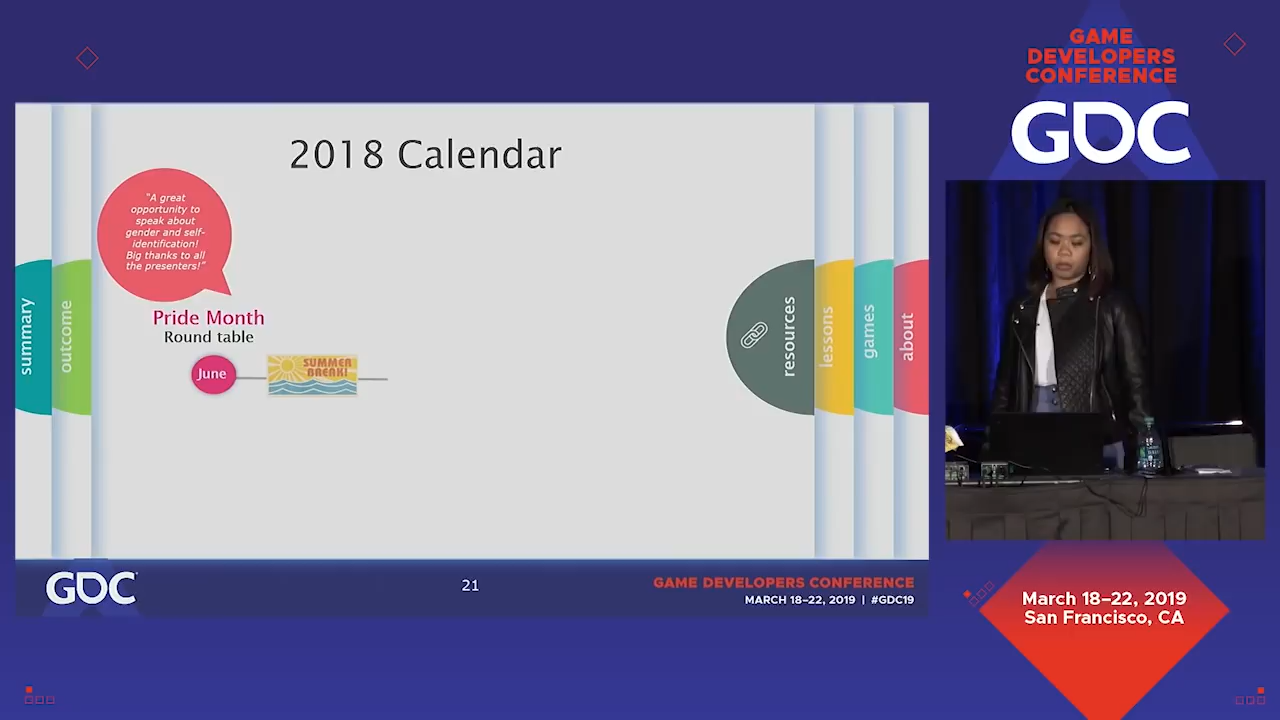 GAME
DEVELOPERS
CONFERENCE
GDC
2018 Calendar
"A great
opportunity to
speak about
gender and self-
identification!
Big thanks to all
the presenters!"
Pride Month
Round table
June
SUMMER
BREAK!
summary
outcome
resources
lessons
games
about
GDC
21
GAME DEVELOPERS CONFERENCE
MARCH 18–22, 2019 | #GDC19
March 18–22, 2019
San Francisco, CA